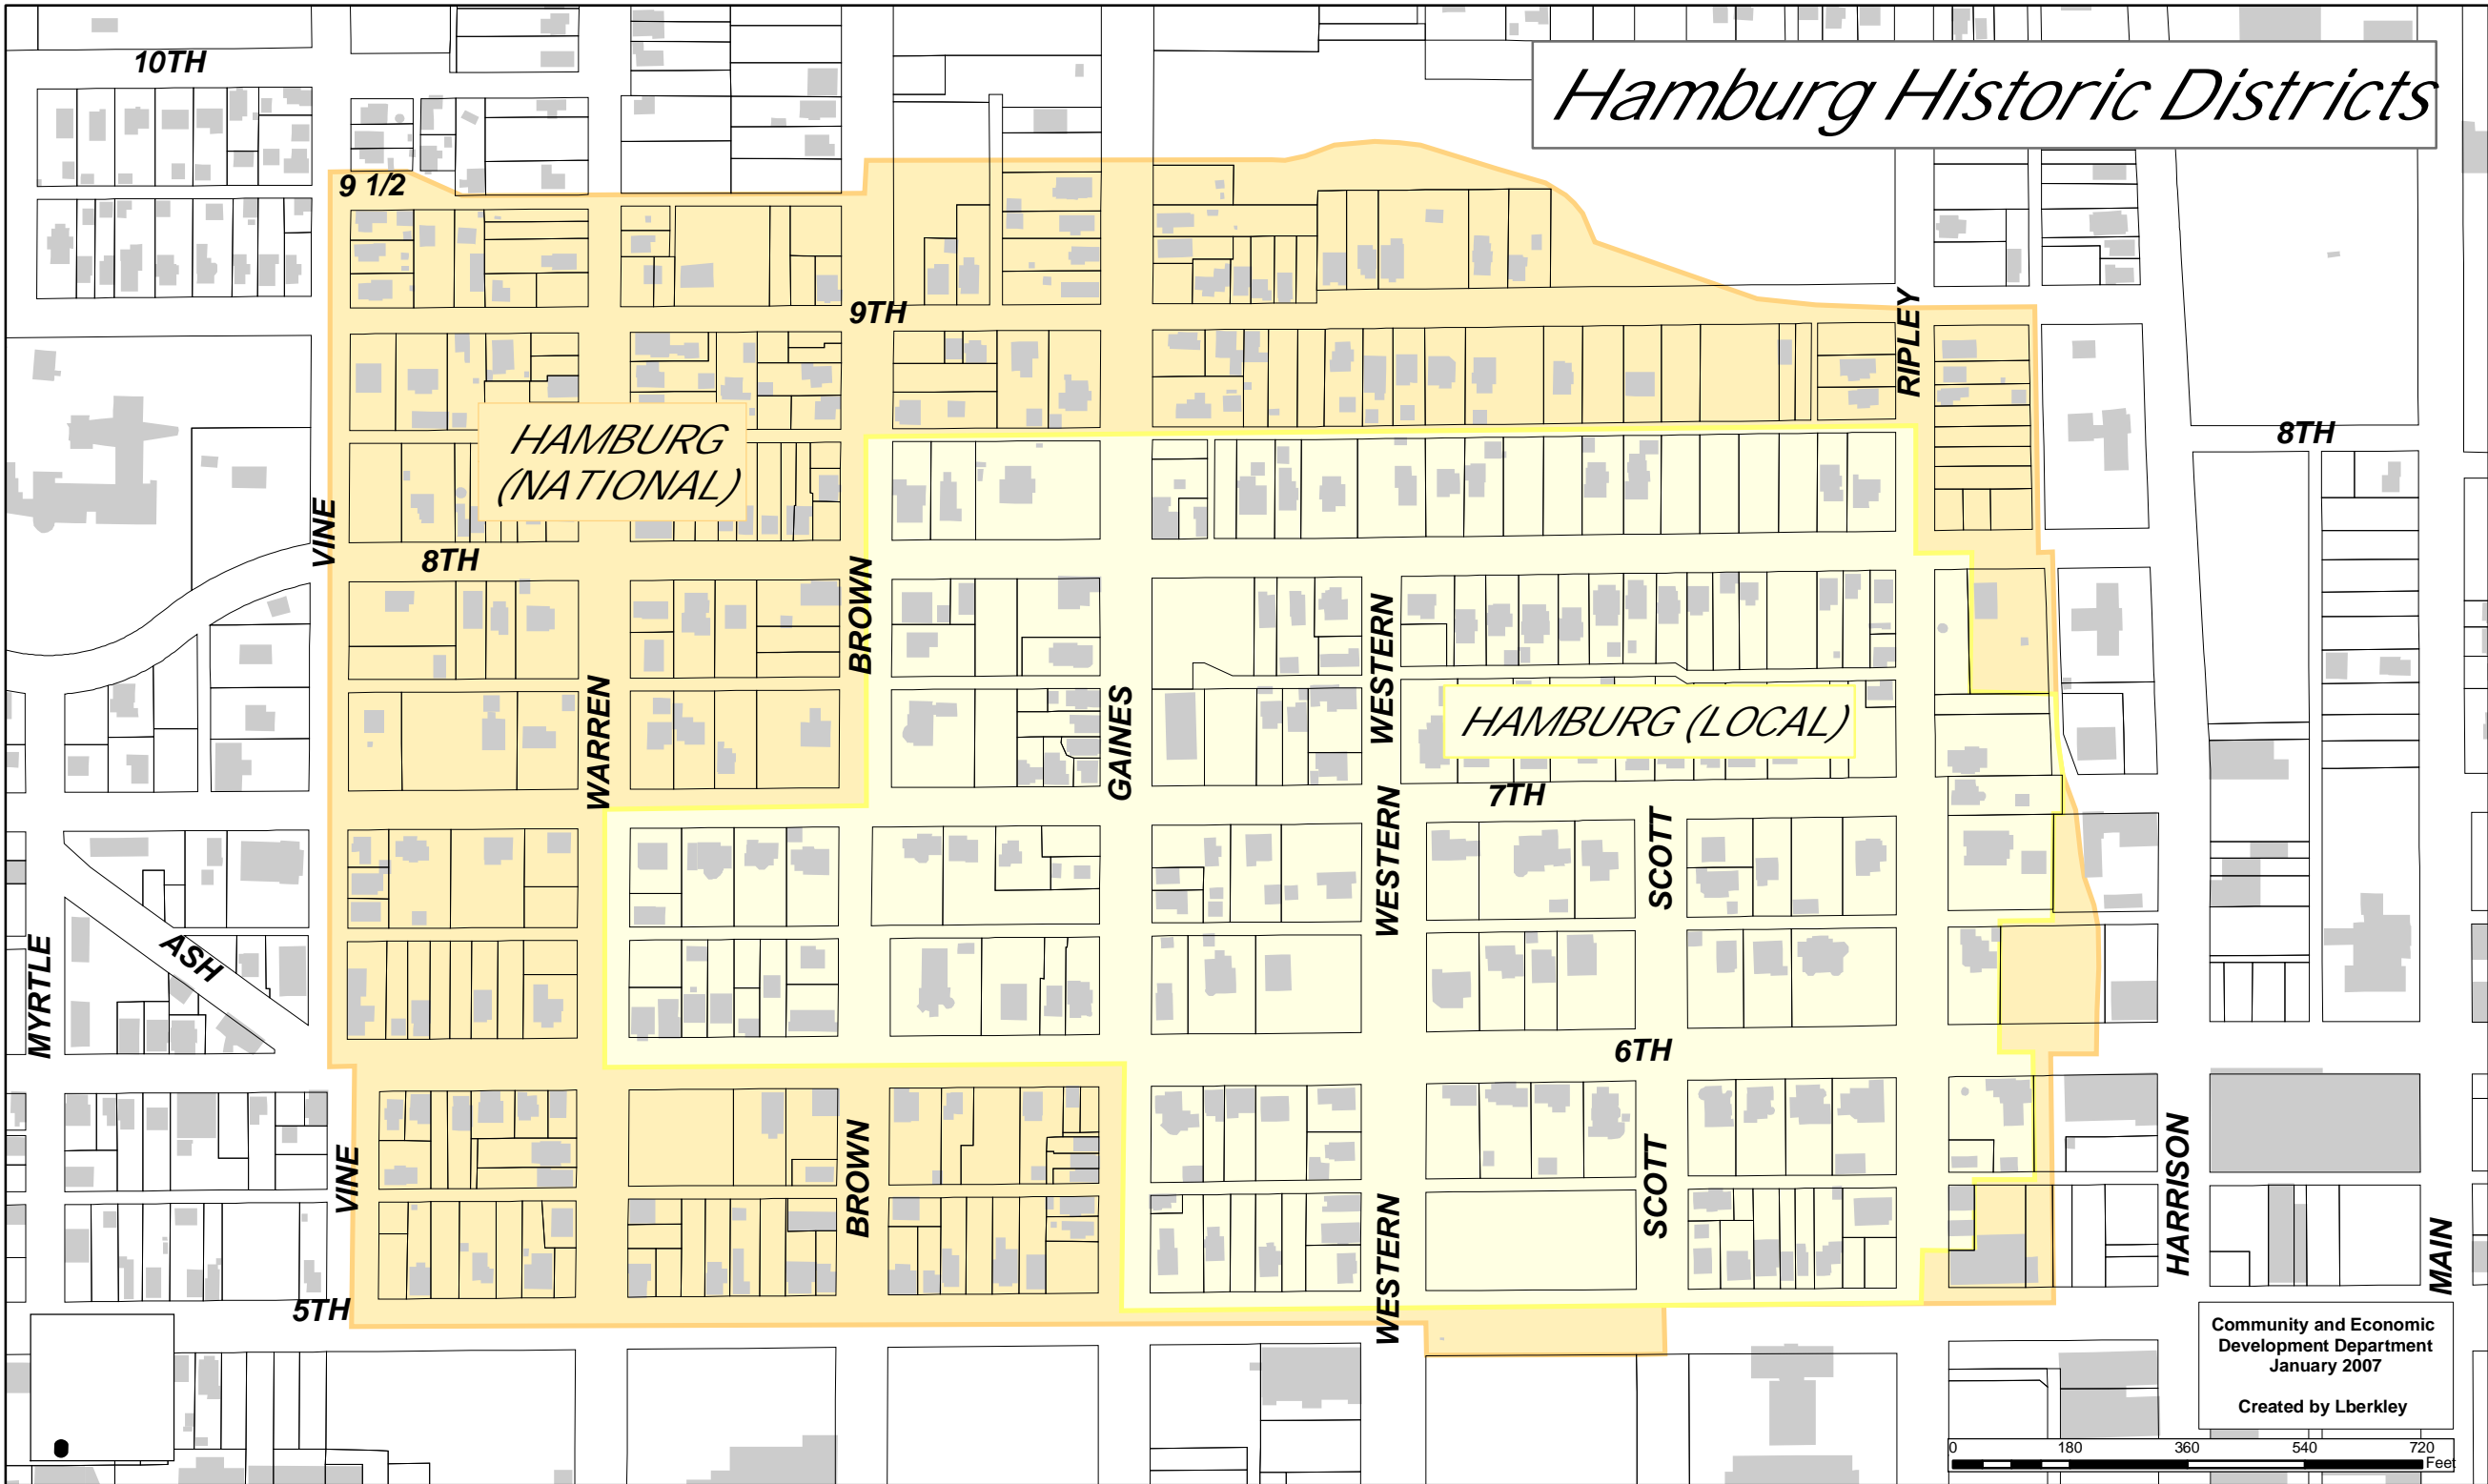 10TH
Hamburg Historic Districts
9 1/2
9TH
RIPLEY
8TH
HAMBURG
(NATIONAL)
VINE
8TH
BROWN
WESTERN
WARREN
GAINES
HAMBURG (LOCAL)
7TH
WESTERN
SCOTT
MYRTLE
ASH
6TH
VINE
BROWN
SCOTT
HARRISON
WESTERN
MAIN
5TH
Community and Economic
Development Department
January 2007
Created by Lberkley
0 180 360 540 720
Feet